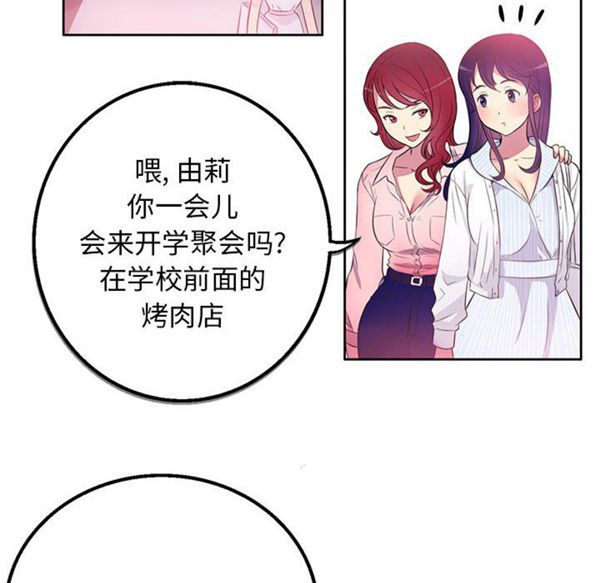 喂, 由莉
你一会儿
会来开学聚会吗?
在学校前面的
烤肉店